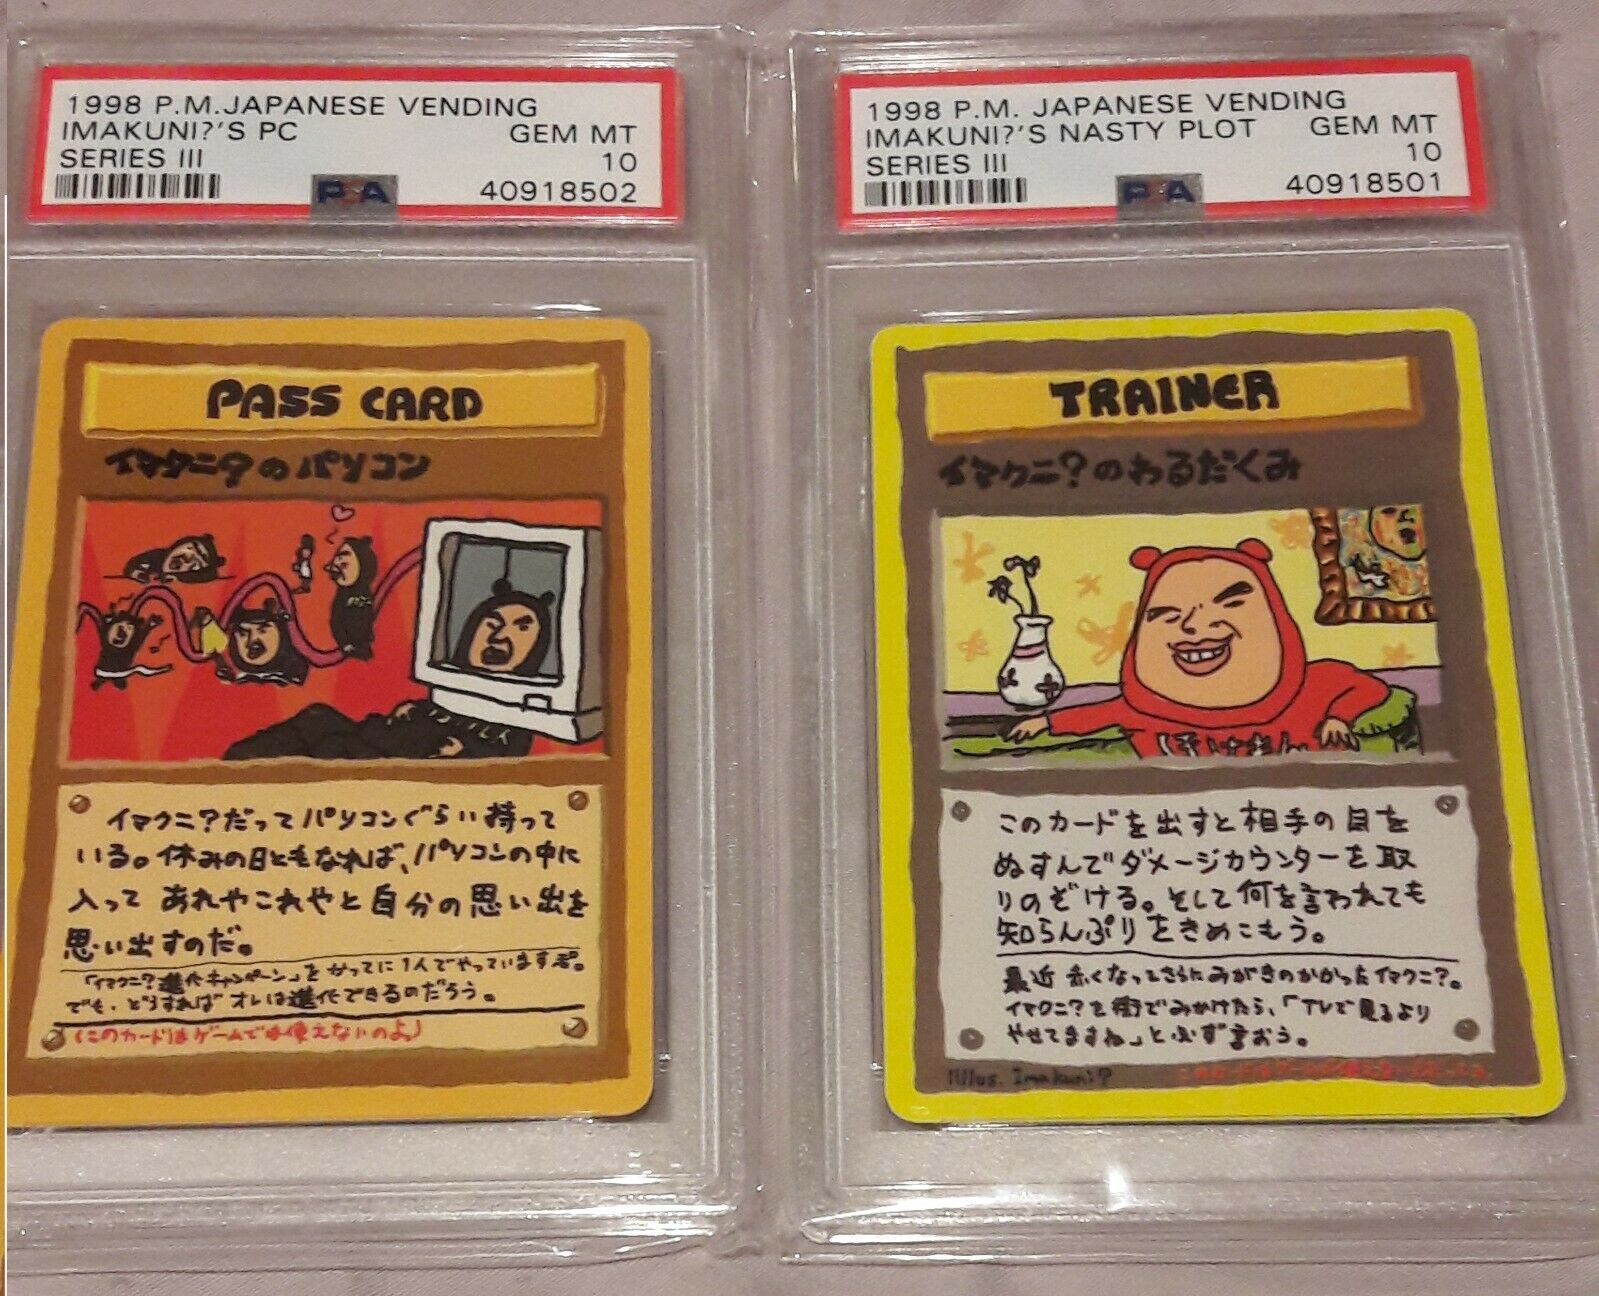 1998 P.M.JAPANESE VENDING
IMAKUNI?'S PC GEM MT
SERIES III 10
PSA 40918502
PASS CARD
イマクニ?のパソコン
イマクニ?だってパソコンぐらい持って
いる。休みの日ともなれば、パソコンの中に
入って あれやこれやと自分の思い出を
思い出すのだ。
「イマクニ?進化キャンペーン」をかってに1人でやっていますぞ。
でも、どうすればオレは進化できるのだろう。
(このカードはゲームでは使えないのよ)
1998 P.M. JAPANESE VENDING
IMAKUNI?'S NASTY PLOT GEM MT
SERIES III 10
PSA 40918501
TRAINER
イマクニ?のわるだくみ
このカードを出すと相手の目を
ぬすんでダメージカウンターを取
りのぞける。そして何を言われても
知らんぷりをきめこもう。
最近 赤くなってさらにみがきのかかったイマクニ?。
イマクニ?を街でみかけたら、「TVで見るより
やせてますね」と必ず言おう。
Illus. Imakuni?